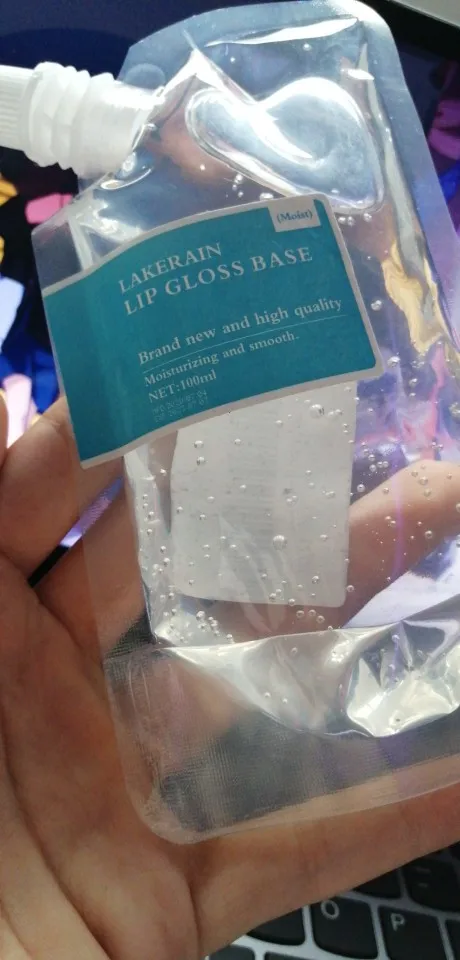 (Moist)
LAKERAIN
LIP GLOSS BASE
Brand new and high quality
Moisturizing and smooth.
NET:100ml
O
P